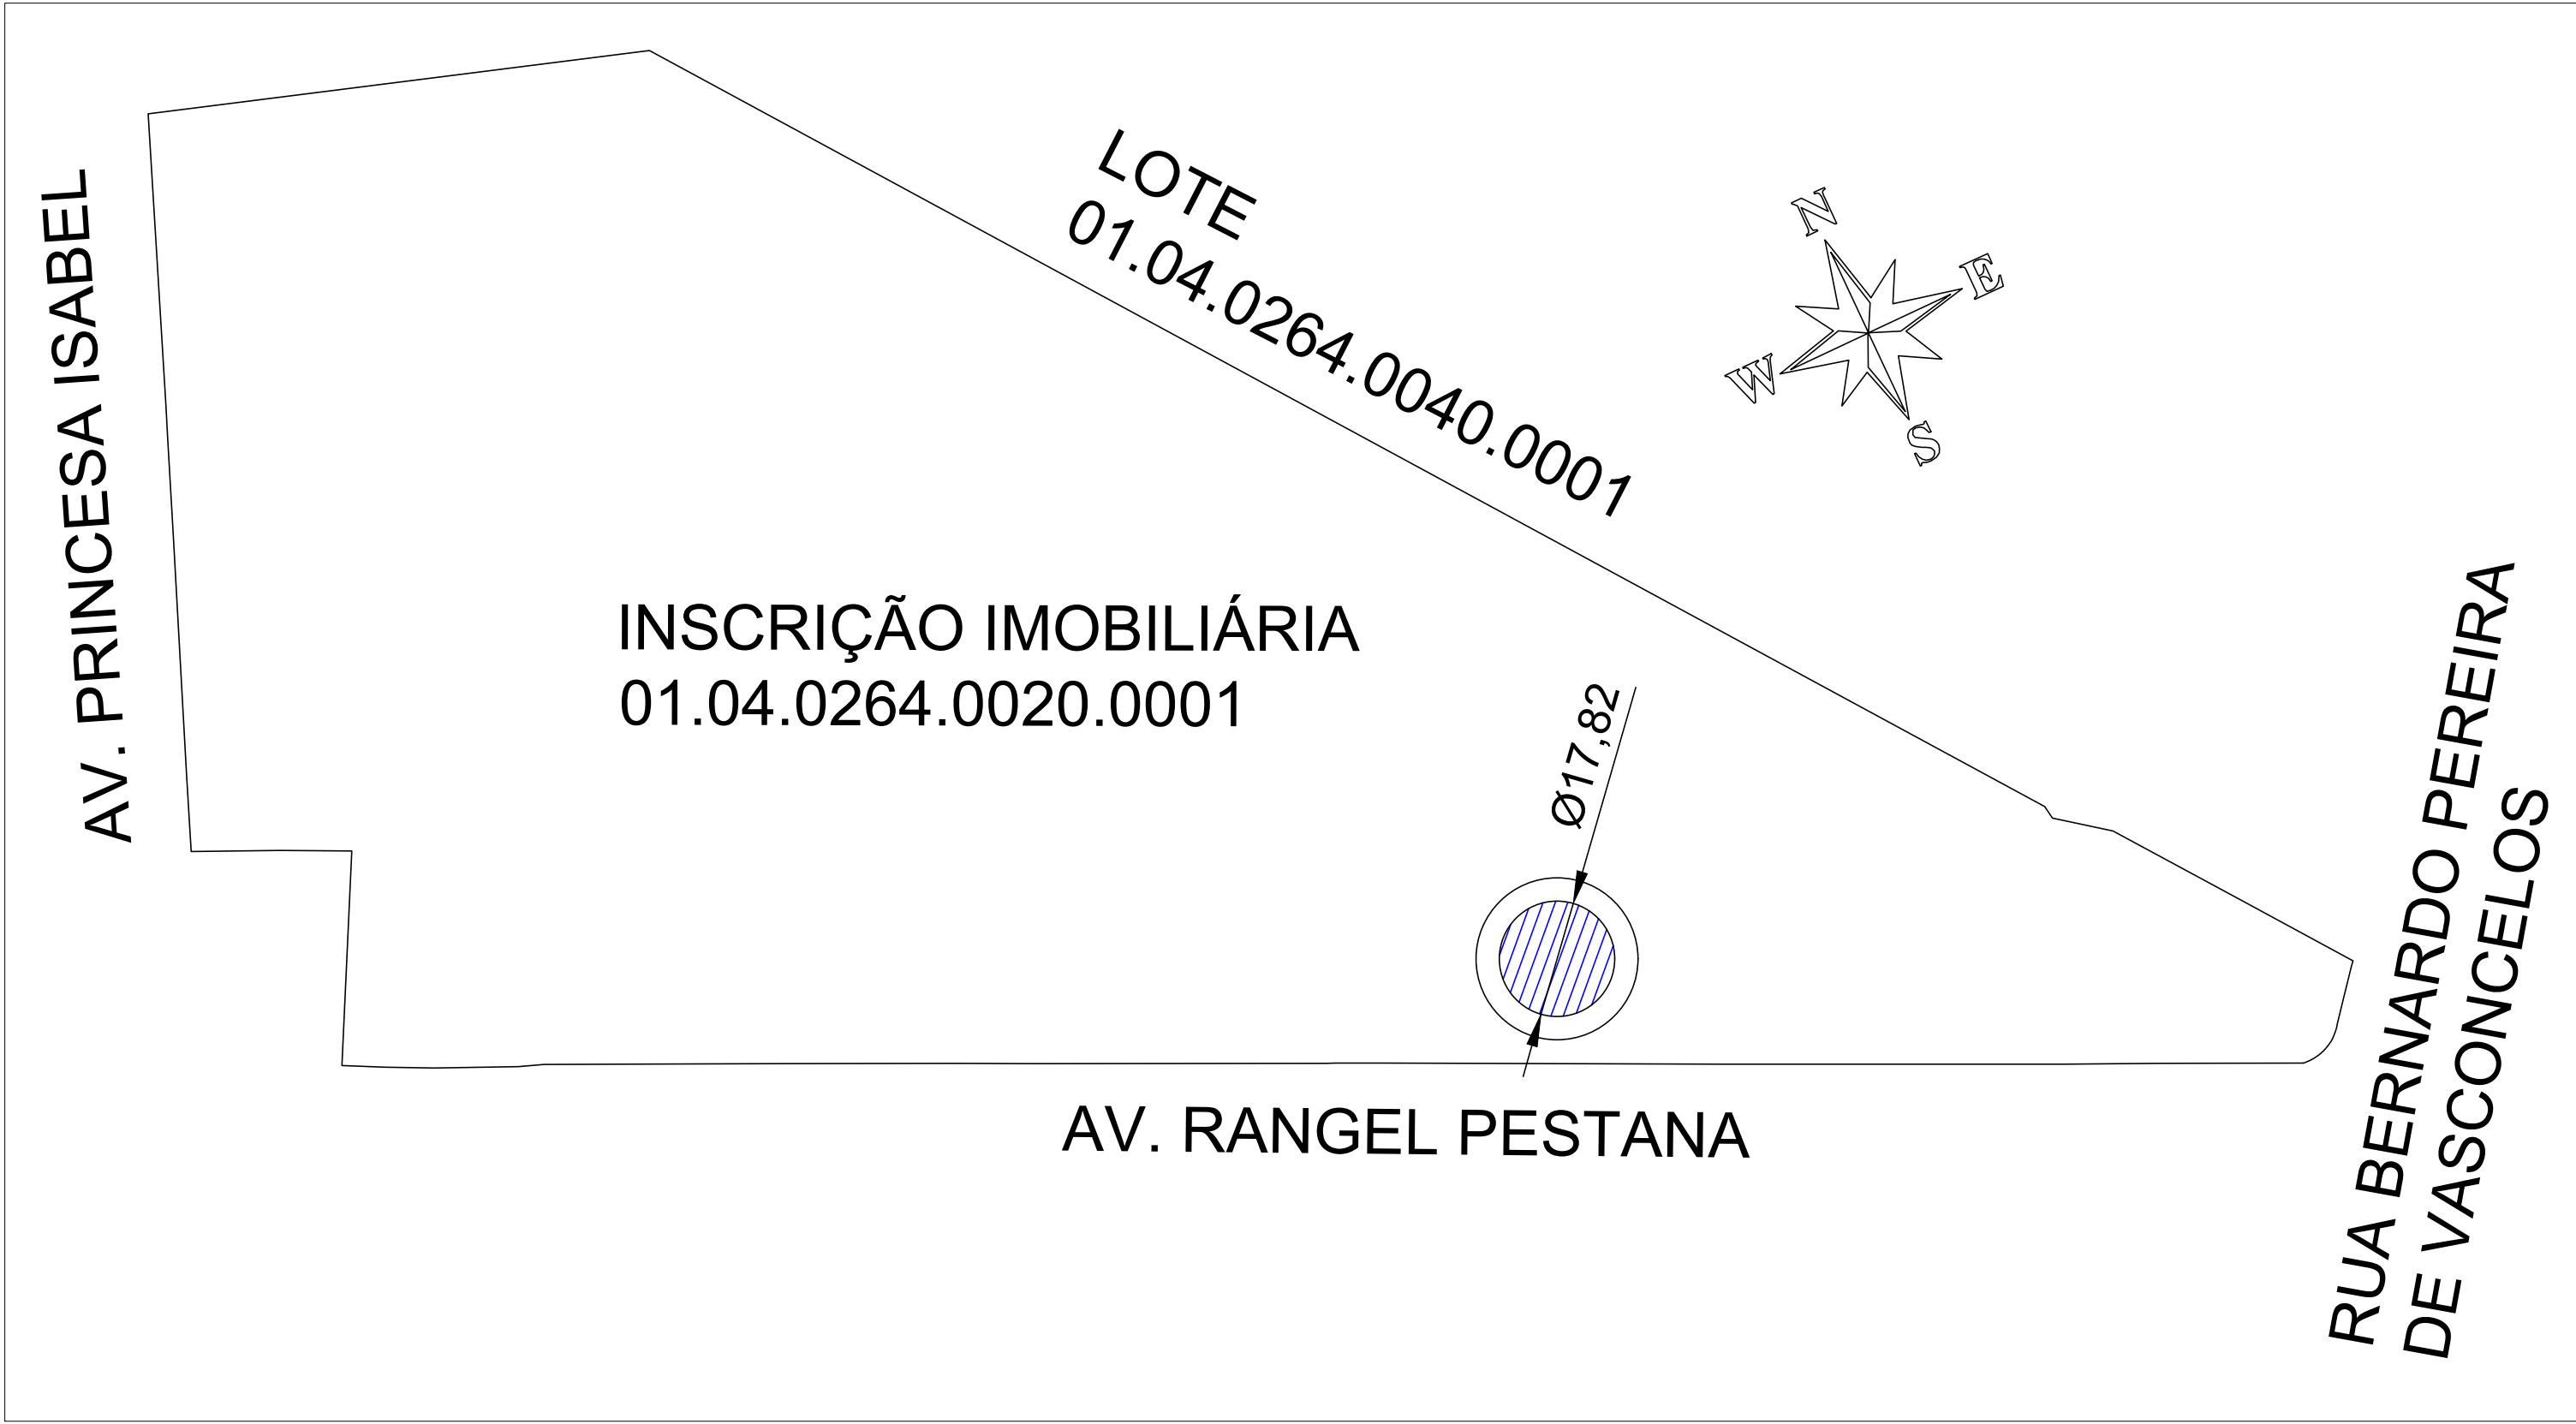 LOTE
01.04.0264.0040.0001
N
E
W
S
AV. PRINCESA ISABEL
INSCRIÇÃO IMOBILIÁRIA
01.04.0264.0020.0001
Ø17,82
RUA BERNARDO PEREIRA
DE VASCONCELOS
AV. RANGEL PESTANA